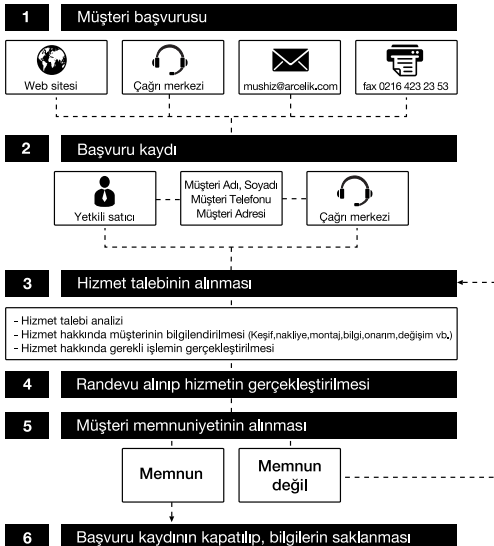 1 Müşteri başvurusu
Web sitesi
Çağrı merkezi
mushiz@arcelik.com
fax 0216 423 23 53
2 Başvuru kaydı
Yetkili satıcı
Müşteri Adı, Soyadı
Müşteri Telefonu
Müşteri Adresi
Çağrı merkezi
3 Hizmet talebinin alınması
- Hizmet talebi analizi
- Hizmet hakkında müşterinin bilgilendirilmesi (Keşif,nakliye,montaj,bilgi,onarım,değişim vb.)
- Hizmet hakkında gerekli işlemin gerçekleştirilmesi
4 Randevu alınıp hizmetin gerçekleştirilmesi
5 Müşteri memnuniyetinin alınması
Memnun
Memnun
değil
6 Başvuru kaydının kapatılıp, bilgilerin saklanması